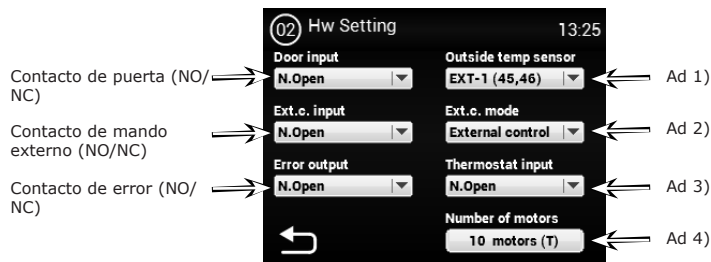 02 Hw Setting 13:25
Door input Outside temp sensor
Contacto de puerta (NO/
NC)
N.Open EXT-1 (45,46) Ad 1)
Ext.c. input Ext.c. mode
Contacto de mando
externo (NO/NC)
N.Open External control Ad 2)
Error output Thermostat input
Contacto de error (NO/
NC)
N.Open N.Open Ad 3)
Number of motors
10 motors (T) Ad 4)